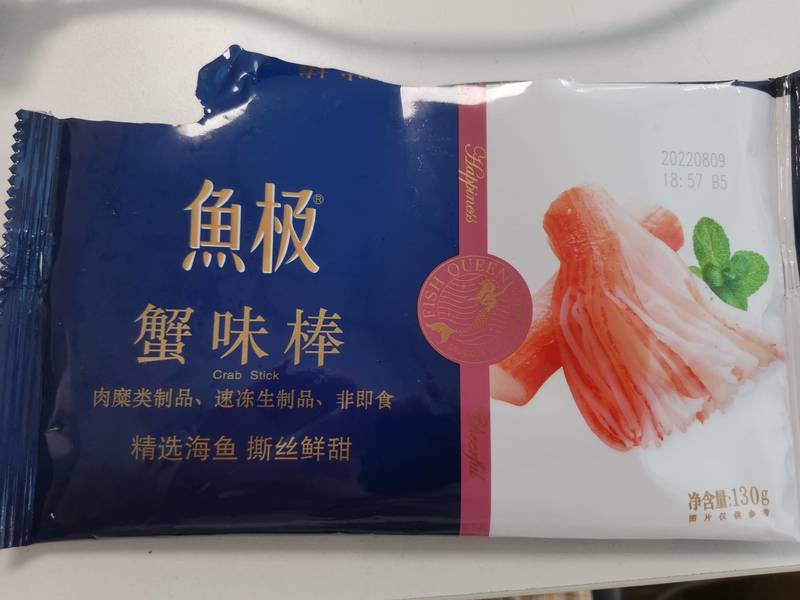 魚极®
蟹味棒
Crab Stick
肉糜类制品、速冻生制品、非即食
精选海鱼 撕丝鲜甜
Happiness
FISH QUEEN
20220809
18:57 B5
净含量:130g
图片仅供参考